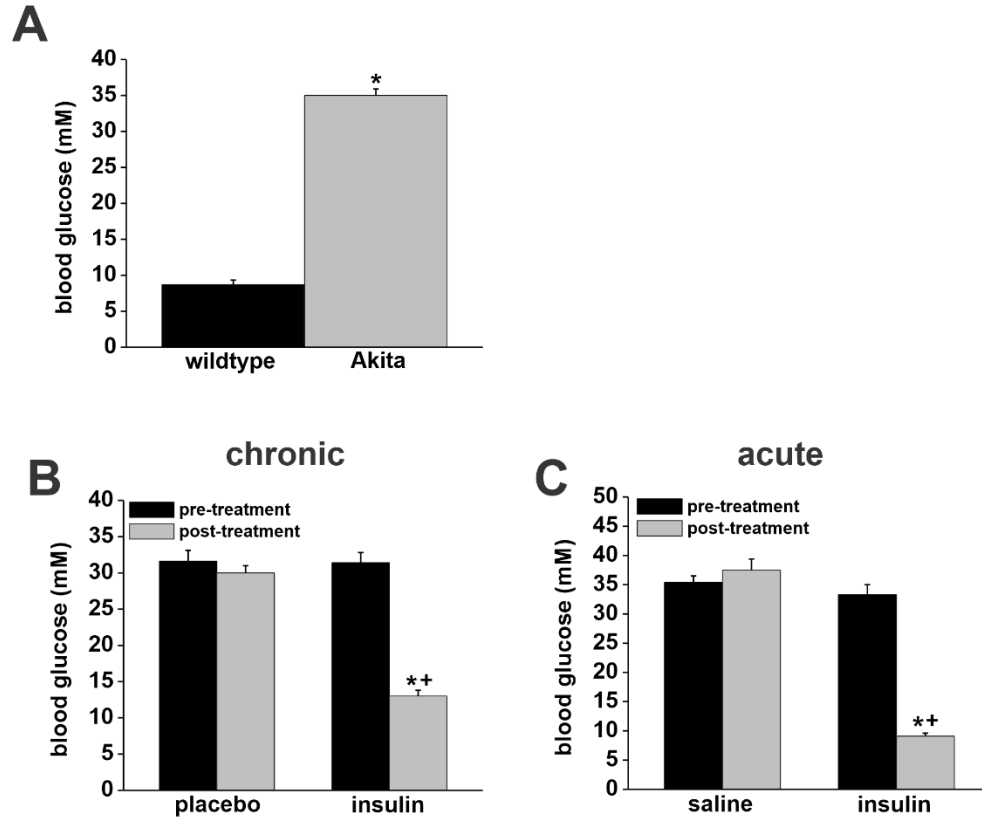 A
blood glucose (mM)
40
35
30
25
20
15
10
5
0
*
wildtype Akita
chronic
B
blood glucose (mM)
40
35
30
25
20
15
10
5
0
pre-treatment
post-treatment
*+
placebo insulin
acute
C
blood glucose (mM)
50
45
40
35
30
25
20
15
10
5
0
pre-treatment
post-treatment
*+
saline insulin